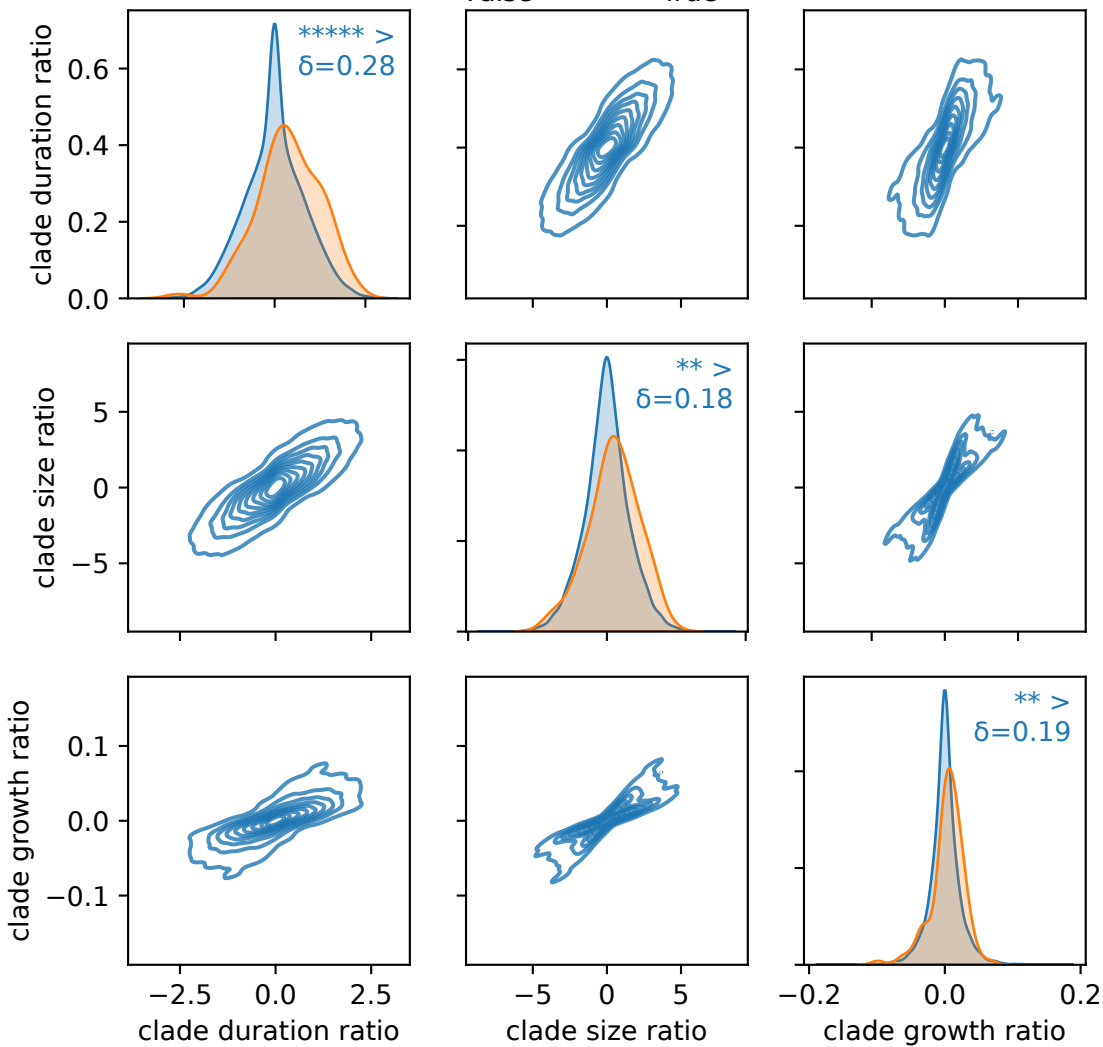 clade duration ratio
0.6
0.4
0.2
0.0
***** >
δ=0.28
clade size ratio
5
0
−5
** >
δ=0.18
clade growth ratio
0.1
0.0
−0.1
** >
δ=0.19
−2.5 0.0 2.5
−5 0 5
−0.2 0.0 0.2
clade duration ratio
clade size ratio
clade growth ratio